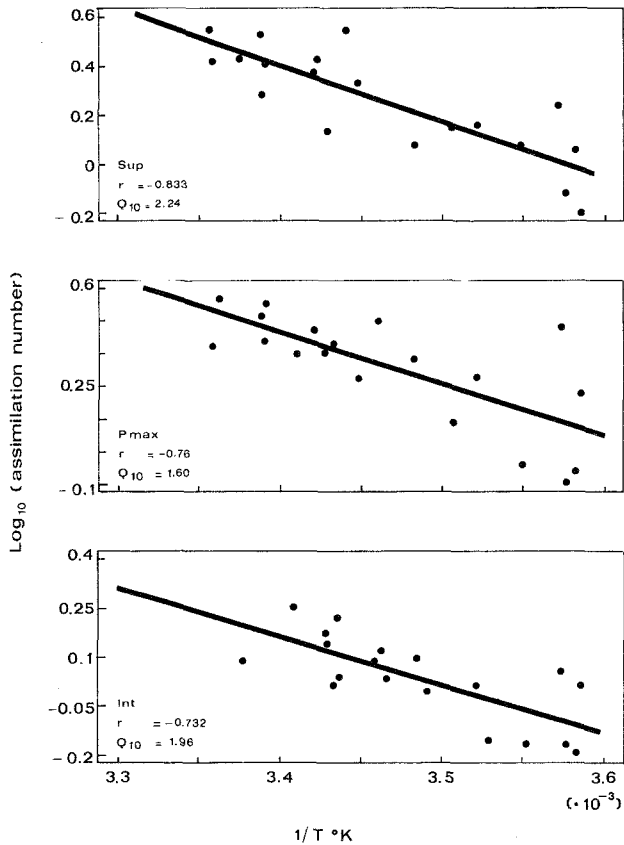 0.6
0.4
0.2
0
-0.2
Sup
r = -0.833
Q10 = 2.24
0.6
0.25
-0.1
Pmax
r = -0.76
Q10 = 1.60
Log10 (assimilation number)
0.4
0.25
0.1
-0.05
-0.2
Int
r = -0.732
Q10 = 1.96
3.3 3.4 3.5 3.6
(·10-3)
1/T °K